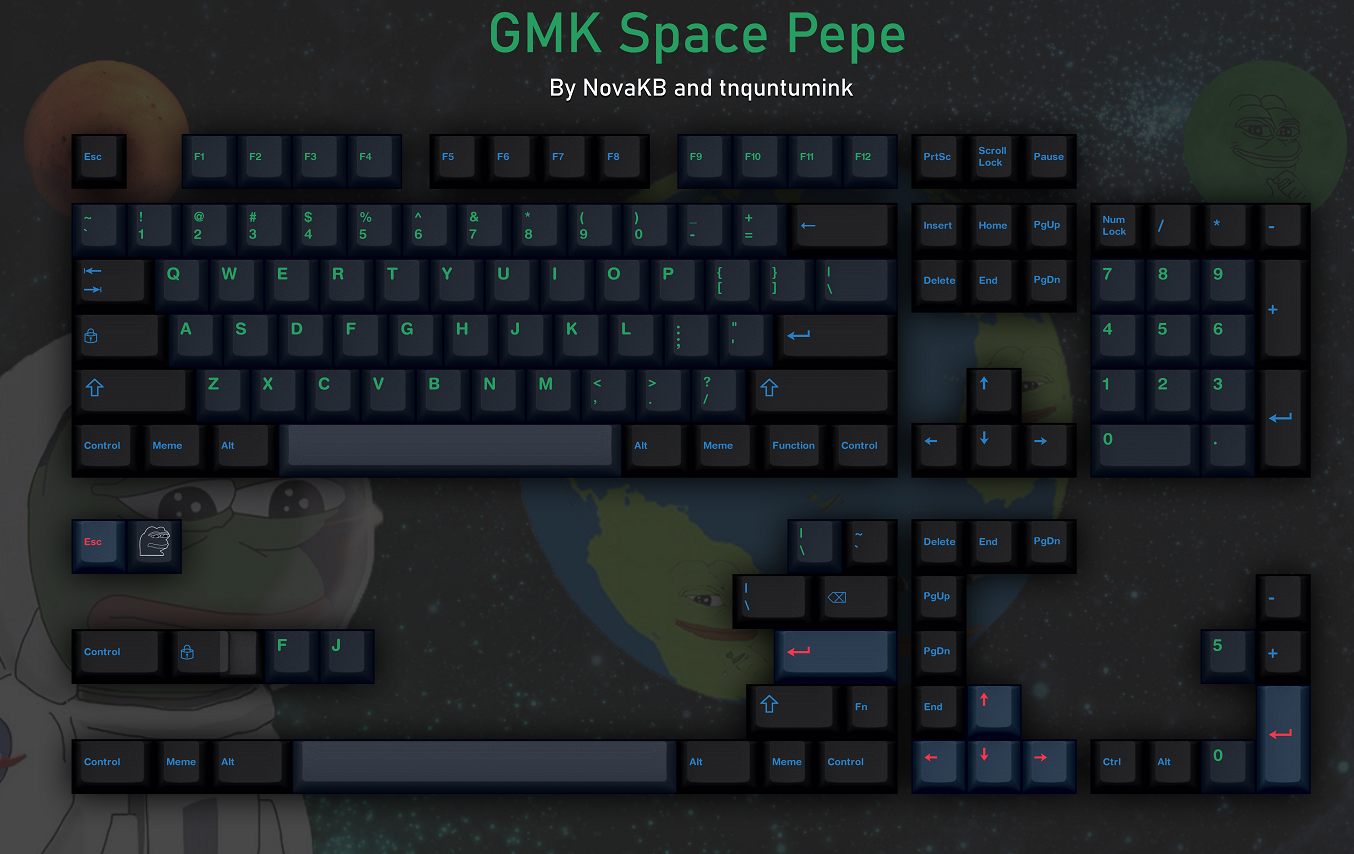 GMK Space Pepe
By NovaKB and tnquntumink
Esc F1 F2 F3 F4 F5 F6 F7 F8 F9 F10 F11 F12 PrtSc Scroll Lock Pause
~ ! @ # $ % ^ & * ( ) _ + ←
` 1 2 3 4 5 6 7 8 9 0 - =
Insert Home PgUp Num Lock / * -
⇤ ⇥ Q W E R T Y U I O P { [ } ] | \ Delete End PgDn 7 8 9 +
A S D F G H J K L : ; " ' ↵ 4 5 6
⇧ Z X C V B N M < , > . ? / ⇧ ↑ 1 2 3 ↵
Control Meme Alt Alt Meme Function Control ← ↓ → 0 .
Esc | \ ~ ` Delete End PgDn
| \ ⌫ PgUp -
Control F J ↵ PgDn 5 +
⇧ Fn End ↑ ↵
Control Meme Alt Alt Meme Control ← ↓ → Ctrl Alt 0